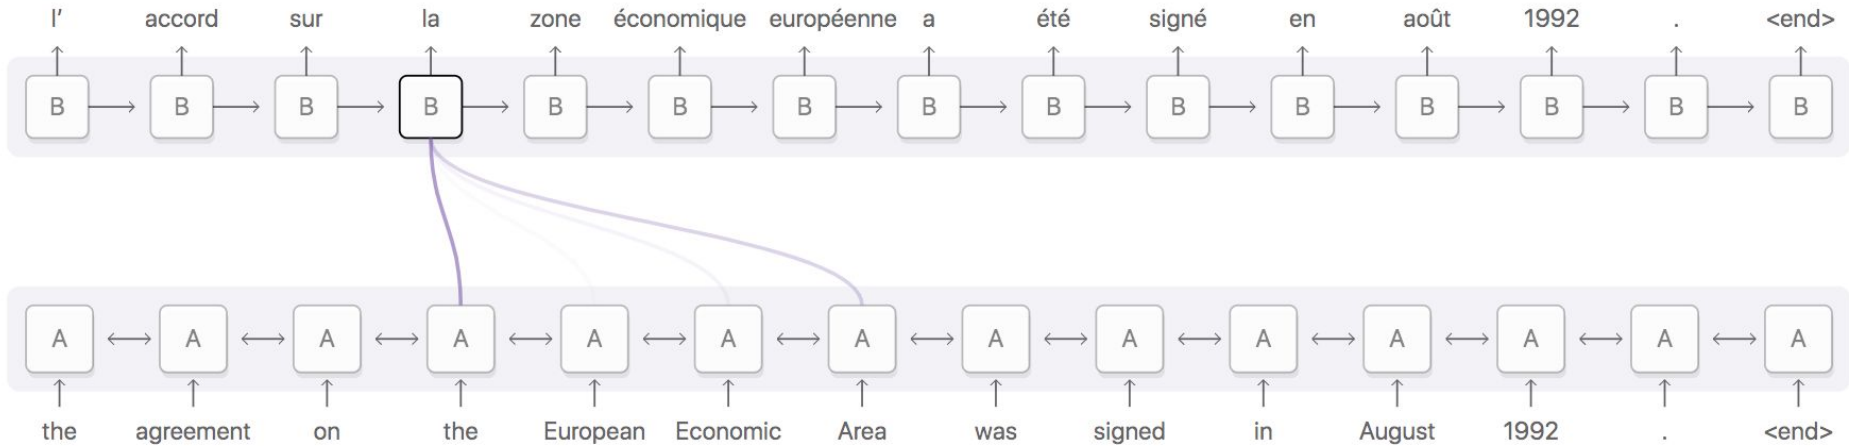 l’ accord sur la zone économique européenne a été signé en août 1992 . <end>
B B B B B B B B B B B B B B B
A A A A A A A A A A A A A A
the agreement on the European Economic Area was signed in August 1992 . <end>